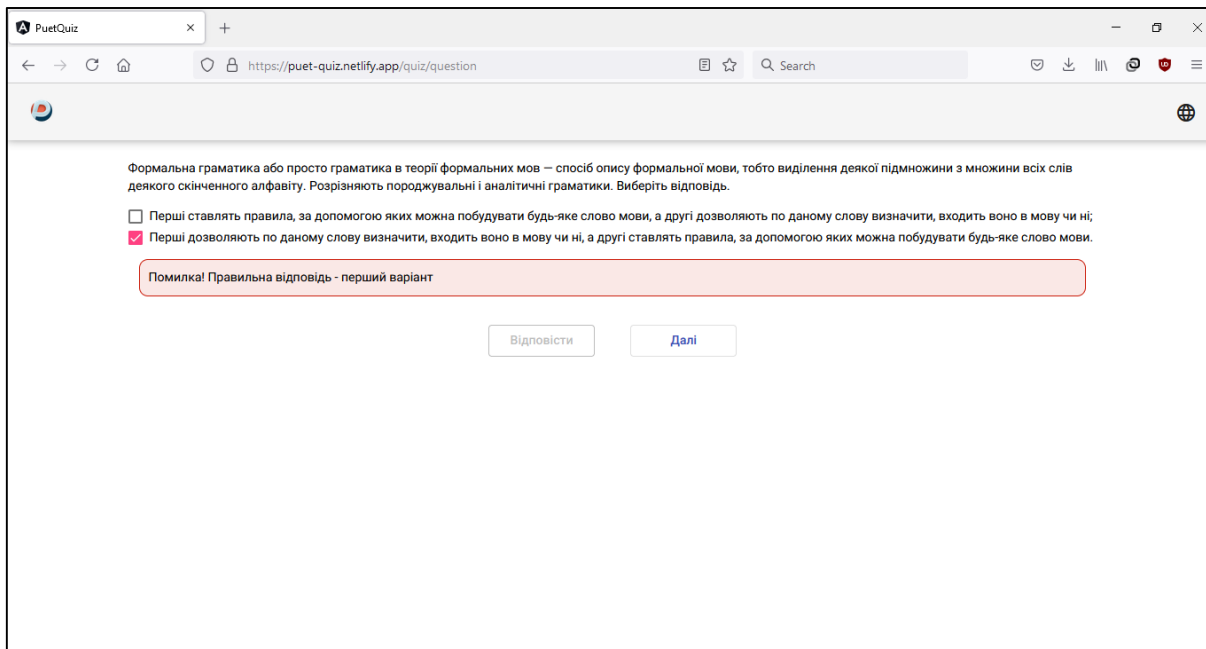 PuetQuiz
https://puet-quiz.netlify.app/quiz/question
Search
Формальна граматика або просто граматика в теорії формальних мов — спосіб опису формальної мови, тобто виділення деякої підмножини з множини всіх слів
деякого скінченного алфавіту. Розрізняють породжувальні і аналітичні граматики. Виберіть відповідь.
Перші ставлять правила, за допомогою яких можна побудувати будь-яке слово мови, а другі дозволяють по даному слову визначити, входить воно в мову чи ні;
Перші дозволяють по даному слову визначити, входить воно в мову чи ні, а другі ставлять правила, за допомогою яких можна побудувати будь-яке слово мови.
Помилка! Правильна відповідь - перший варіант
Відповісти
Далі